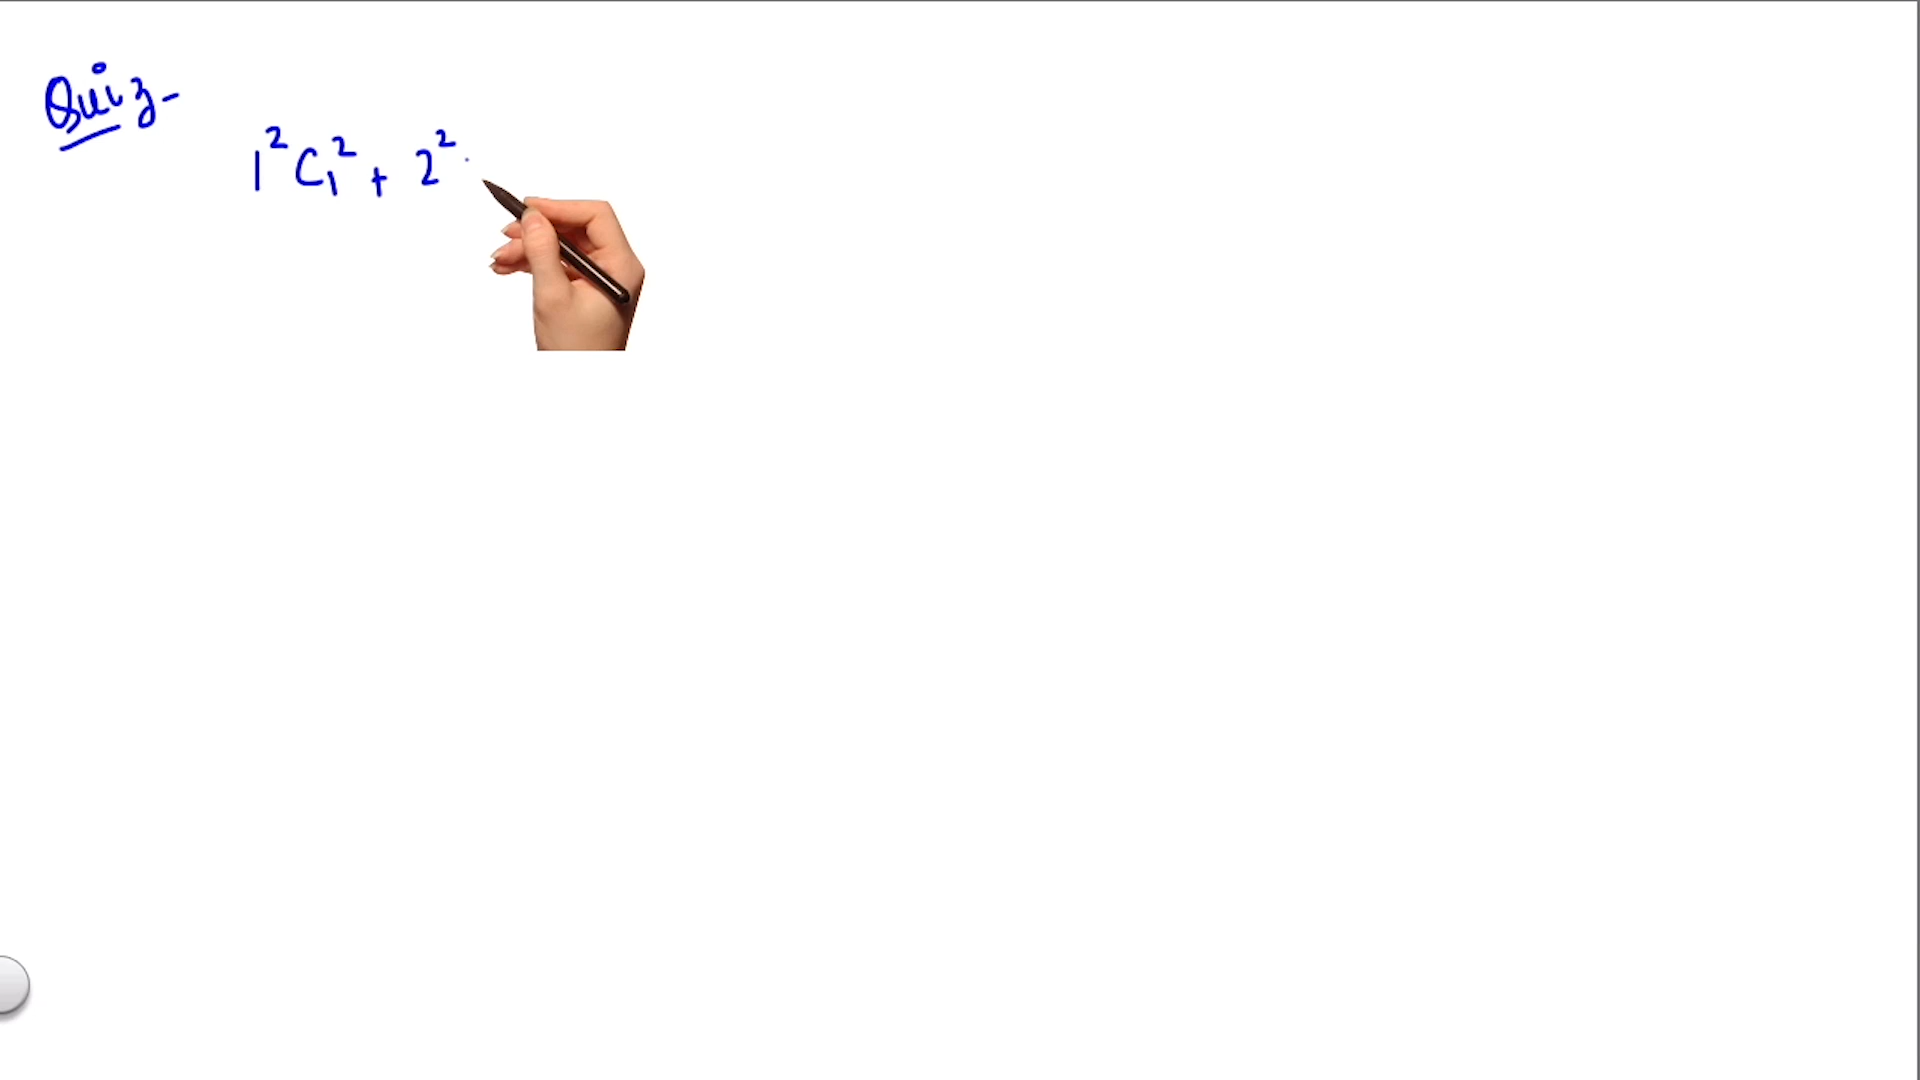 Quiz-
1²C₁² + 2²